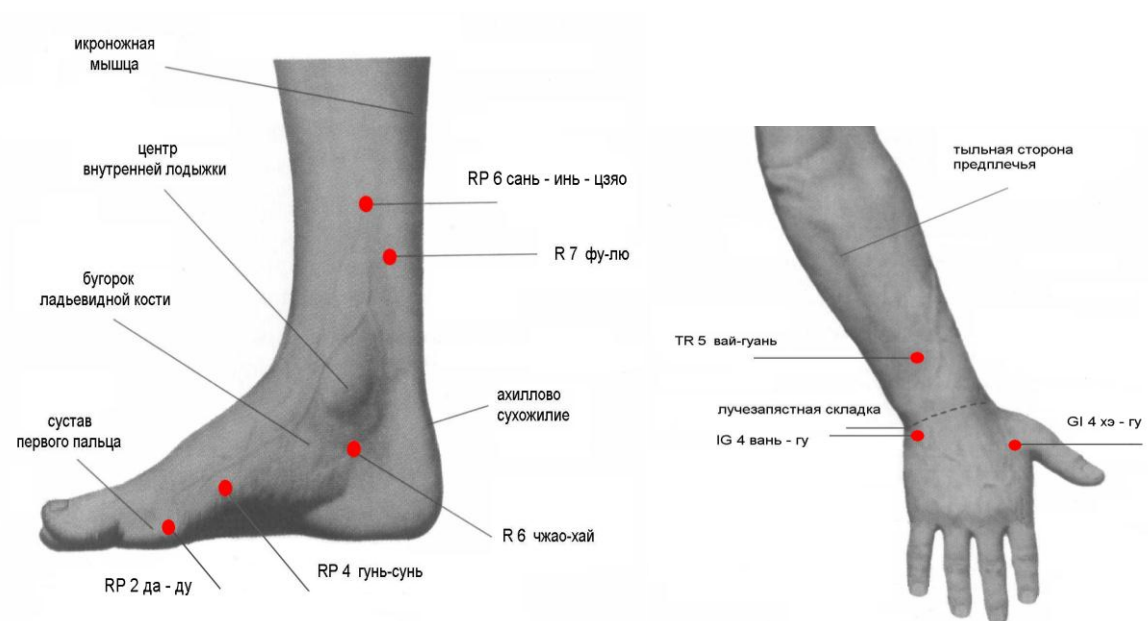 икроножная
мышца
центр
внутренней лодыжки
RP 6 сань - инь - цзяо
R 7 фу-лю
бугорок
ладьевидной кости
ахиллово
сухожилие
сустав
первого пальца
R 6 чжао-хай
RP 4 гунь-сунь
RP 2 да - ду
тыльная сторона
предплечья
TR 5 вай-гуань
лучезапястная складка
IG 4 вань - гу
GI 4 хэ - гу